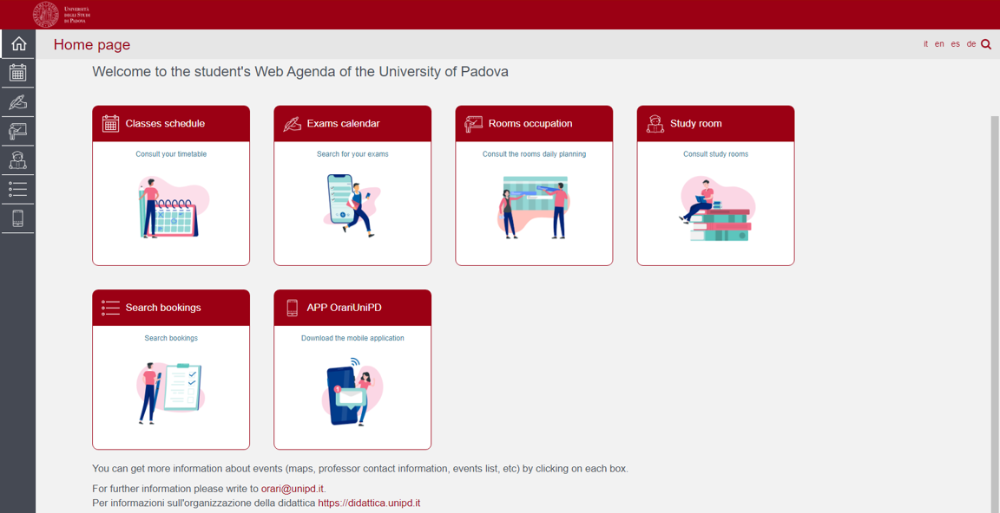 UNIVERSITÀ
DEGLI STUDI
DI PADOVA
Home page
it en es de
Welcome to the student's Web Agenda of the University of Padova
Classes schedule
Consult your timetable
Exams calendar
Search for your exams
Rooms occupation
Consult the rooms daily planning
Study room
Consult study rooms
Search bookings
Search bookings
APP OrariUniPD
Download the mobile application
1
You can get more information about events (maps, professor contact information, events list, etc) by clicking on each box.
For further information please write to orari@unipd.it.
Per informazioni sull'organizzazione della didattica https://didattica.unipd.it